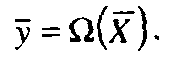 ȳ = Ω(X̄).